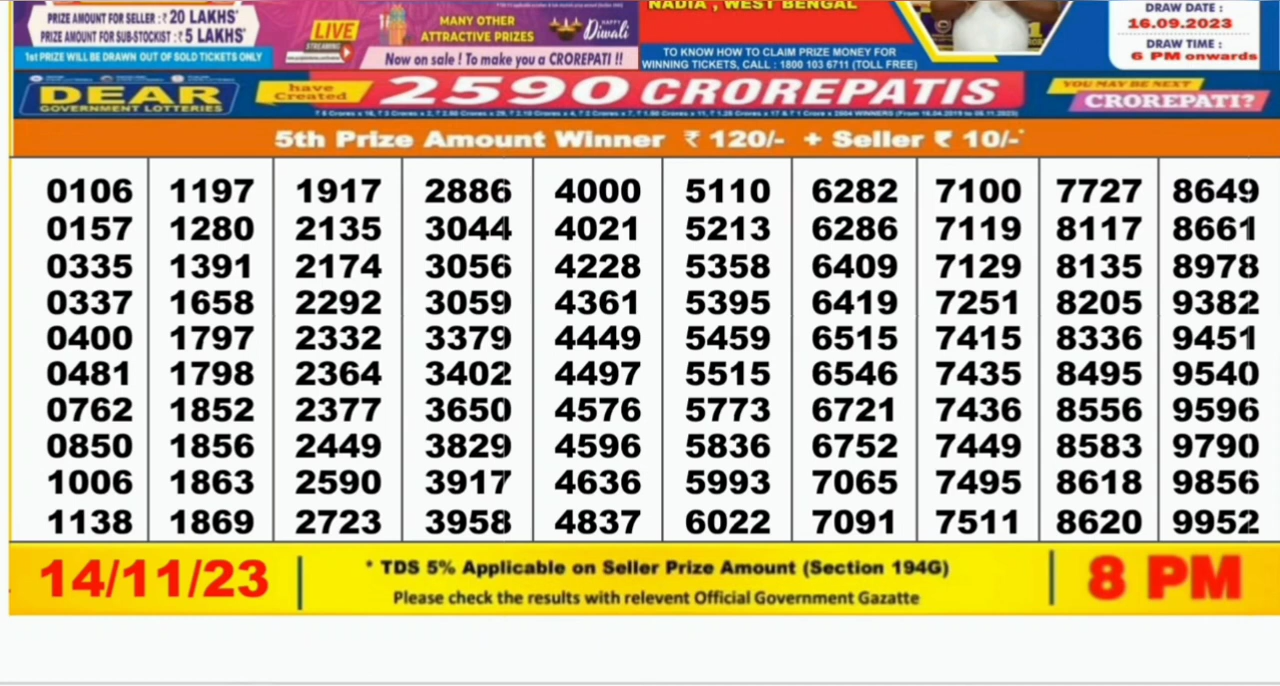 PRIZE AMOUNT FOR SELLER : ₹ 20 LAKHS*
PRIZE AMOUNT FOR SUB-STOCKIST : ₹ 5 LAKHS*
1st PRIZE WILL BE DRAWN OUT OF SOLD TICKETS ONLY
LIVE
STREAMING
MANY OTHER
ATTRACTIVE PRIZES
HAPPY
Diwali
Now on sale ! To make you a CROREPATI !!
NADIA , WEST BENGAL
TO KNOW HOW TO CLAIM PRIZE MONEY FOR
WINNING TICKETS, CALL : 1800 103 6711 (TOLL FREE)
DRAW DATE :
16.09.2023
DRAW TIME :
6 PM onwards
DEAR
GOVERNMENT LOTTERIES
have
Created
2590 CROREPATIS
YOU MAY BE NEXT
CROREPATI?
5th Prize Amount Winner ₹ 120/- + Seller ₹ 10/-*
0106 1197 1917 2886 4000 5110 6282 7100 7727 8649
0157 1280 2135 3044 4021 5213 6286 7119 8117 8661
0335 1391 2174 3056 4228 5358 6409 7129 8135 8978
0337 1658 2292 3059 4361 5395 6419 7251 8205 9382
0400 1797 2332 3379 4449 5459 6515 7415 8336 9451
0481 1798 2364 3402 4497 5515 6546 7435 8495 9540
0762 1852 2377 3650 4576 5773 6721 7436 8556 9596
0850 1856 2449 3829 4596 5836 6752 7449 8583 9790
1006 1863 2590 3917 4636 5993 7065 7495 8618 9856
1138 1869 2723 3958 4837 6022 7091 7511 8620 9952
14/11/23
* TDS 5% Applicable on Seller Prize Amount (Section 194G)
Please check the results with relevent Official Government Gazatte
8 PM